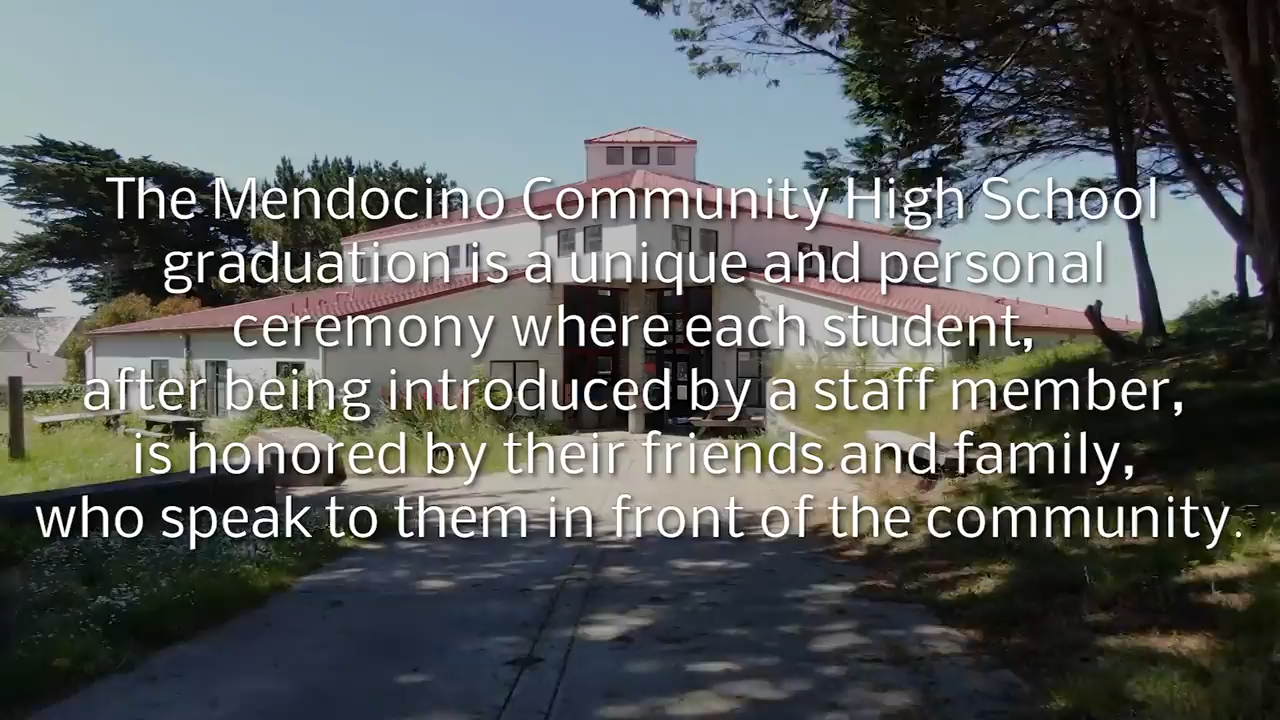 The Mendocino Community High School
graduation is a unique and personal
ceremony where each student,
after being introduced by a staff member,
is honored by their friends and family,
who speak to them in front of the community.